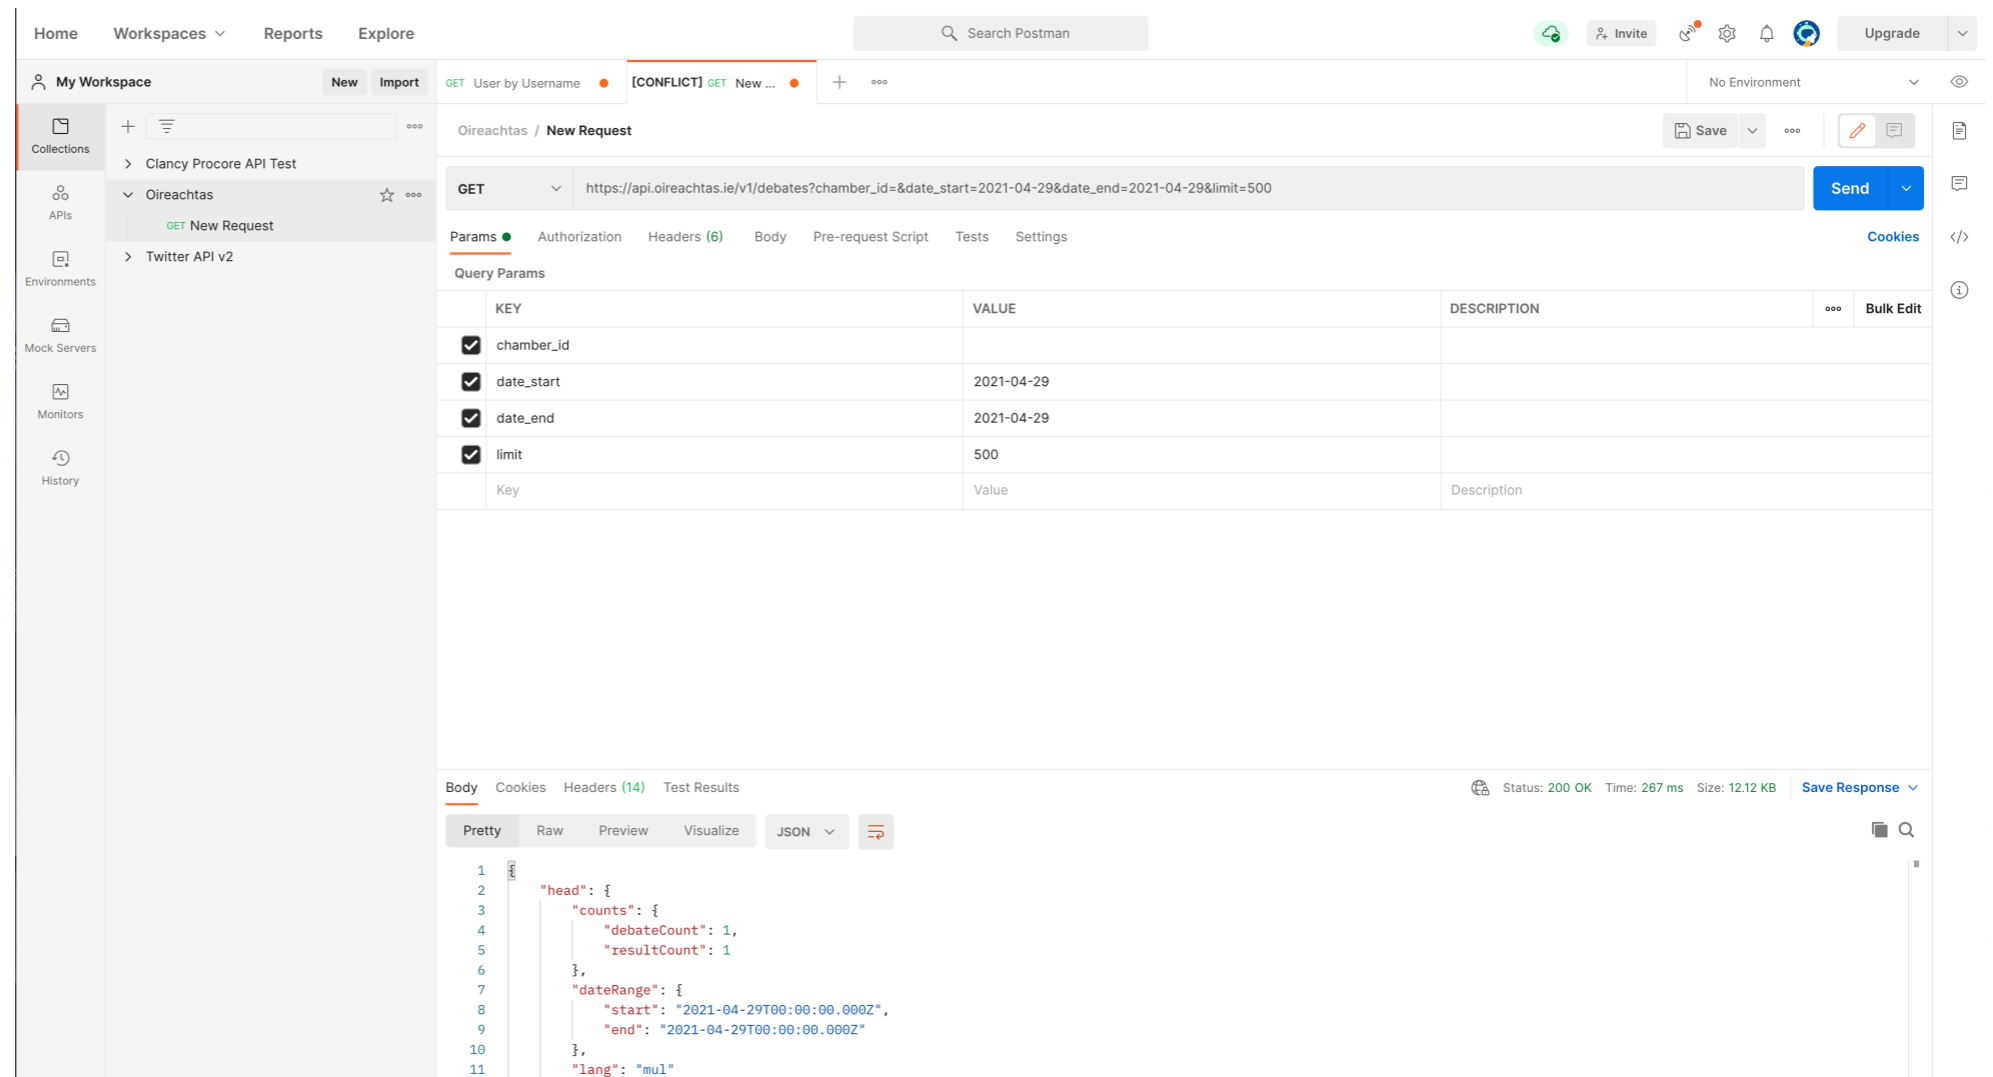 Home Workspaces Reports Explore Search Postman Invite Upgrade
My Workspace New Import GET User by Username [CONFLICT] GET New ... No Environment
Collections
APIs
Environments
Mock Servers
Monitors
History
Clancy Procore API Test
Oireachtas
GET New Request
Twitter API v2
Oireachtas / New Request Save
GET https://api.oireachtas.ie/v1/debates?chamber_id=&date_start=2021-04-29&date_end=2021-04-29&limit=500 Send
Params Authorization Headers (6) Body Pre-request Script Tests Settings Cookies
Query Params
KEY VALUE DESCRIPTION Bulk Edit
chamber_id
date_start 2021-04-29
date_end 2021-04-29
limit 500
Key Value Description
Body Cookies Headers (14) Test Results Status: 200 OK Time: 267 ms Size: 12.12 KB Save Response
Pretty Raw Preview Visualize JSON
1 {
2 "head": {
3 "counts": {
4 "debateCount": 1,
5 "resultCount": 1
6 },
7 "dateRange": {
8 "start": "2021-04-29T00:00:00.000Z",
9 "end": "2021-04-29T00:00:00.000Z"
10 },
11 "lang": "mul"